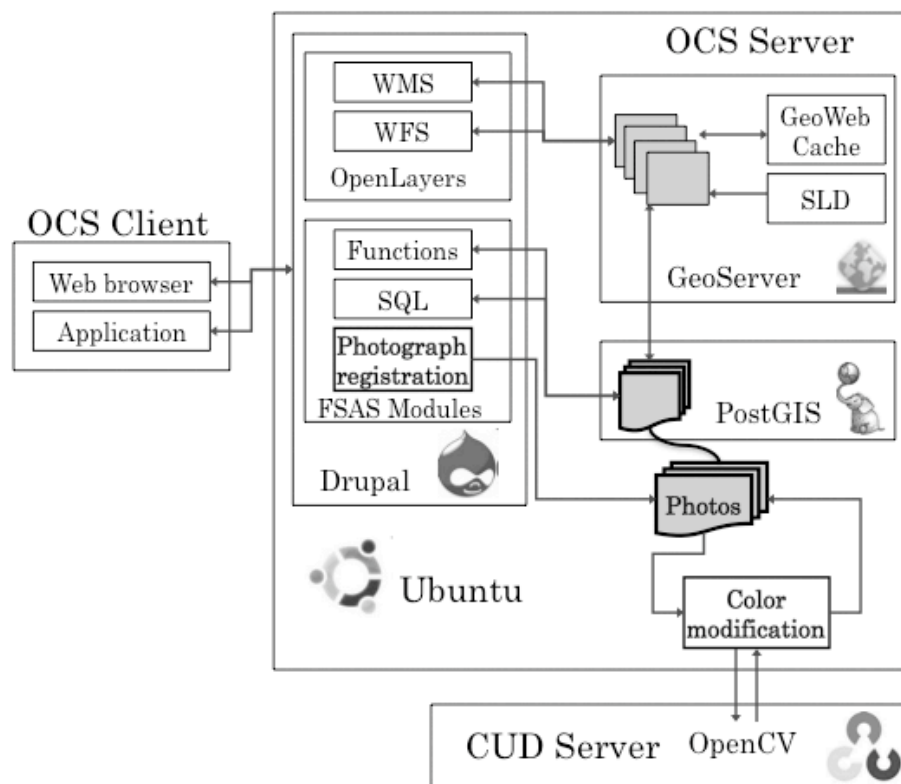 OCS Server
WMS
WFS
OpenLayers
GeoWeb
Cache
SLD
GeoServer
OCS Client
Web browser
Application
Functions
SQL
Photograph
registration
FSAS Modules
Drupal
PostGIS
Photos
Ubuntu
Color
modification
CUD Server
OpenCV